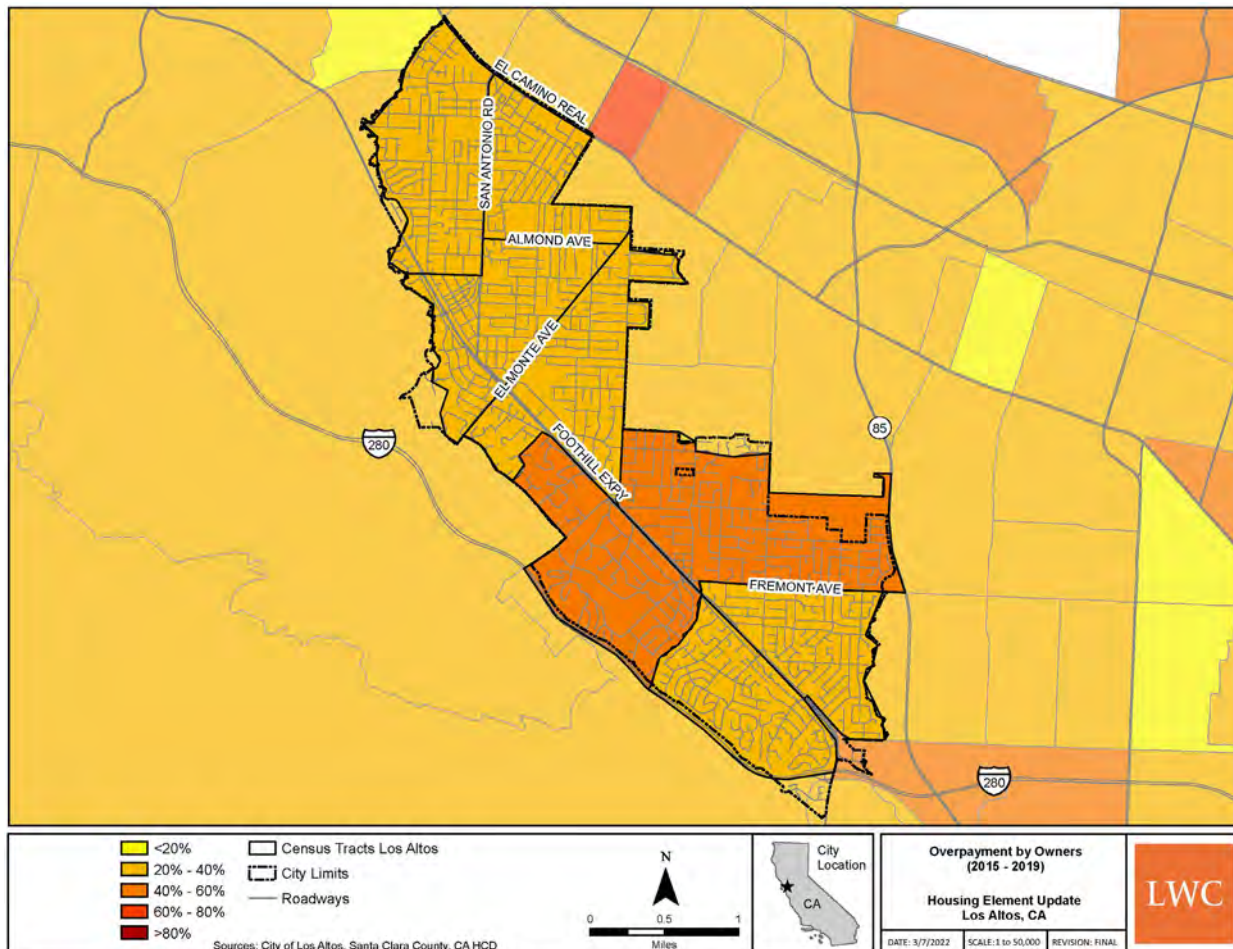 EL CAMINO REAL
SAN ANTONIO RD
ALMOND AVE
EL MONTE AVE
FOOTHILL EXPY
85
280
FREMONT AVE
280
<20%
20% - 40%
40% - 60%
60% - 80%
>80%
Census Tracts Los Altos
City Limits
Roadways
Sources: City of Los Altos, Santa Clara County, CA HCD
N
0 0.5 1
Miles
City
Location
CA
Overpayment by Owners
(2015 - 2019)
Housing Element Update
Los Altos, CA
DATE: 3/7/2022
SCALE:1 to 50,000
REVISION: FINAL
LWC